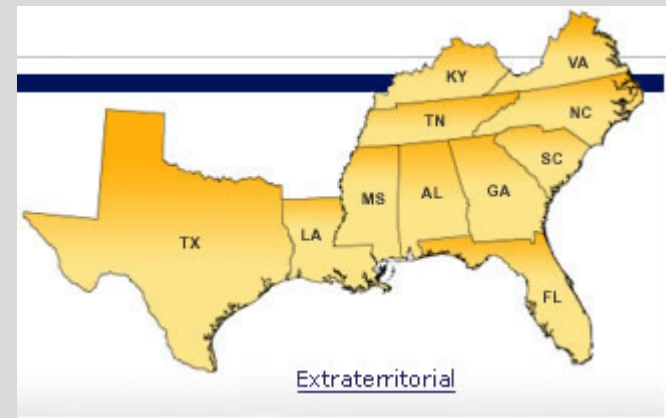 VA
KY
NC
TN
SC
MS
AL
GA
LA
TX
FL
Extraterritorial